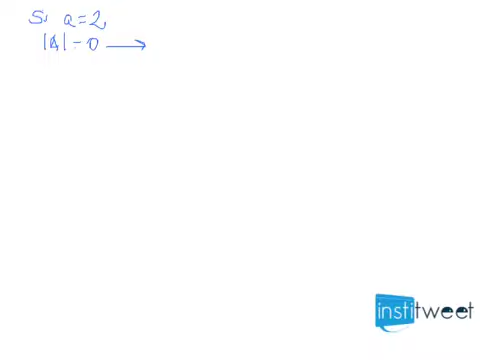 Si a=2,
|A|=0 →
institweet